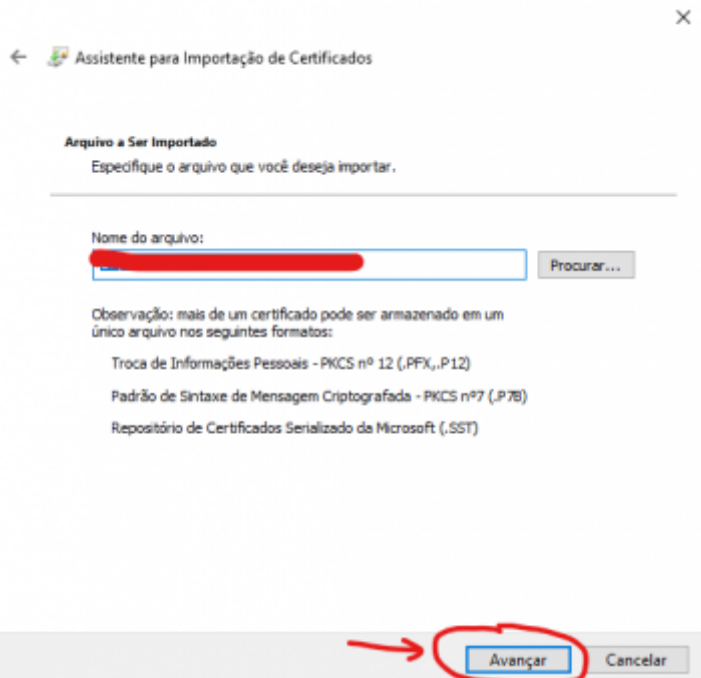 Assistente para Importação de Certificados
Arquivo a Ser Importado
Especifique o arquivo que você deseja importar.
Nome do arquivo:
Procurar...
Observação: mais de um certificado pode ser armazenado em um
único arquivo nos seguintes formatos:
Troca de Informações Pessoais - PKCS nº 12 (.PFX,.P12)
Padrão de Sintaxe de Mensagem Criptografada - PKCS nº7 (.P7B)
Repositório de Certificados Serializado da Microsoft (.SST)
Avançar
Cancelar